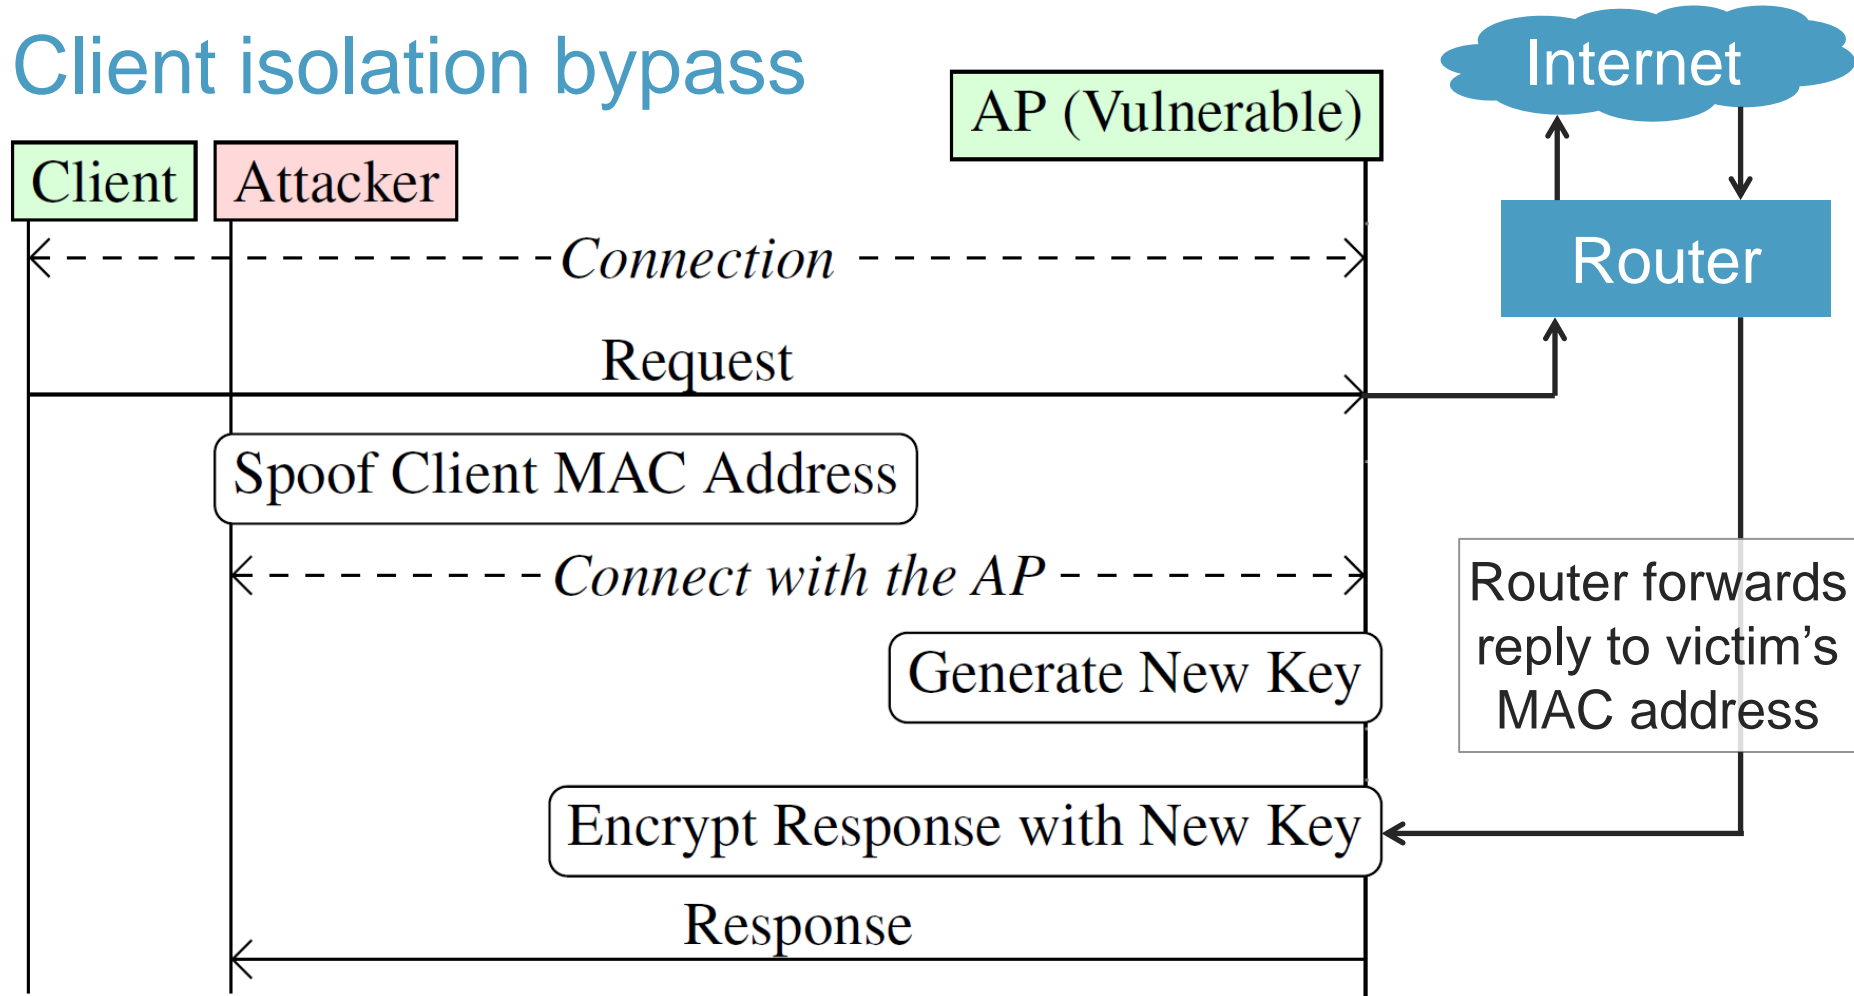 Client isolation bypass
Internet
AP (Vulnerable)
Client
Attacker
Router
Connection
Request
Spoof Client MAC Address
Connect with the AP
Router forwards
reply to victim’s
MAC address
Generate New Key
Encrypt Response with New Key
Response